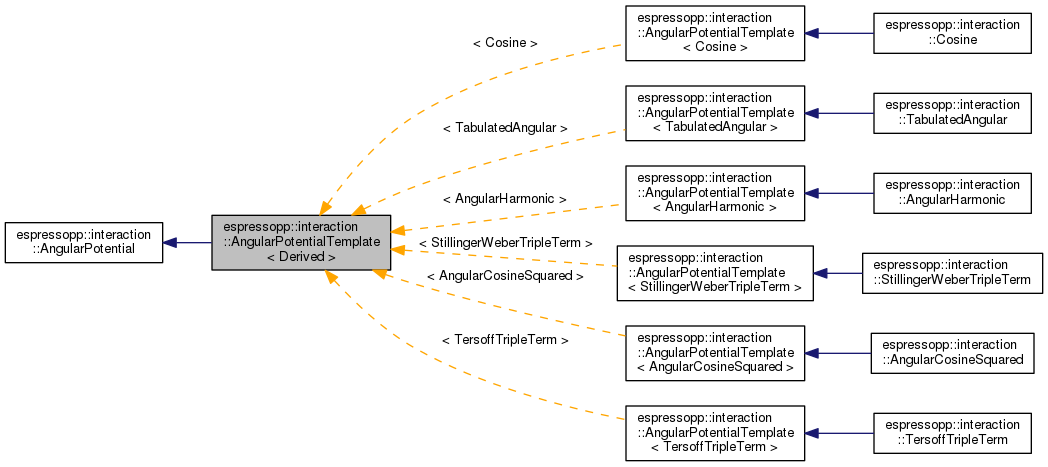 espressopp::interaction
::AngularPotential
espressopp::interaction
::AngularPotentialTemplate
< Derived >
< Cosine >
< TabulatedAngular >
< AngularHarmonic >
< StillingerWeberTripleTerm >
< AngularCosineSquared >
< TersoffTripleTerm >
espressopp::interaction
::AngularPotentialTemplate
< Cosine >
espressopp::interaction
::Cosine
espressopp::interaction
::AngularPotentialTemplate
< TabulatedAngular >
espressopp::interaction
::TabulatedAngular
espressopp::interaction
::AngularPotentialTemplate
< AngularHarmonic >
espressopp::interaction
::AngularHarmonic
espressopp::interaction
::AngularPotentialTemplate
< StillingerWeberTripleTerm >
espressopp::interaction
::StillingerWeberTripleTerm
espressopp::interaction
::AngularPotentialTemplate
< AngularCosineSquared >
espressopp::interaction
::AngularCosineSquared
espressopp::interaction
::AngularPotentialTemplate
< TersoffTripleTerm >
espressopp::interaction
::TersoffTripleTerm